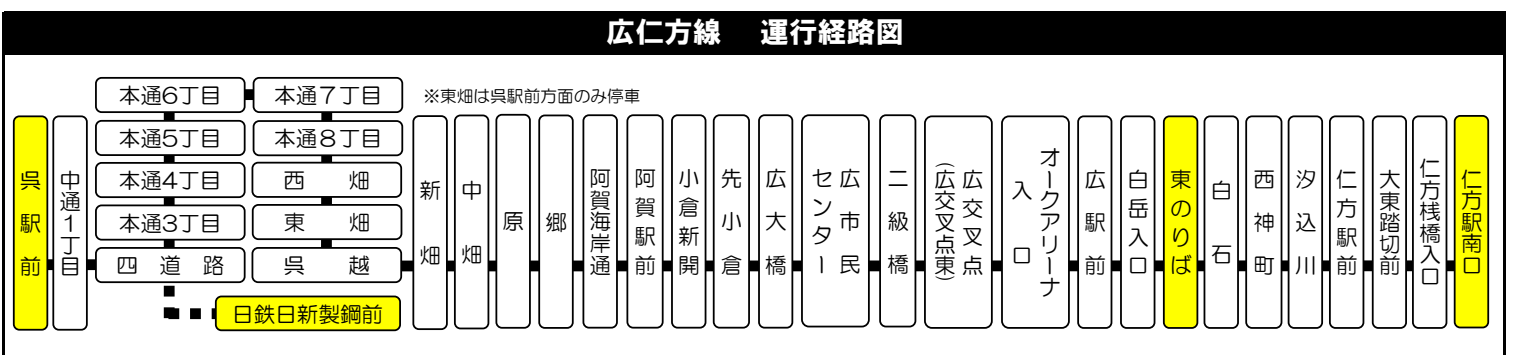 広仁方線　運行経路図
※東畑は呉駅前方面のみ停車
呉駅前
中通1丁目
四道路
本通3丁目
本通4丁目
本通5丁目
本通6丁目
本通7丁目
本通8丁目
西畑
東畑
呉越
日鉄日新製鋼前
新畑
中畑
原
郷
阿賀海岸通
阿賀駅前
小倉新開
先小倉
広大橋
広市民
センター
二級橋
広交叉点
(広交叉点東)
オークアリーナ
入口
広駅前
白岳入口
東のりば
白石
西神町
汐込川
仁方駅前
大東踏切前
仁方桟橋入口
仁方駅南口